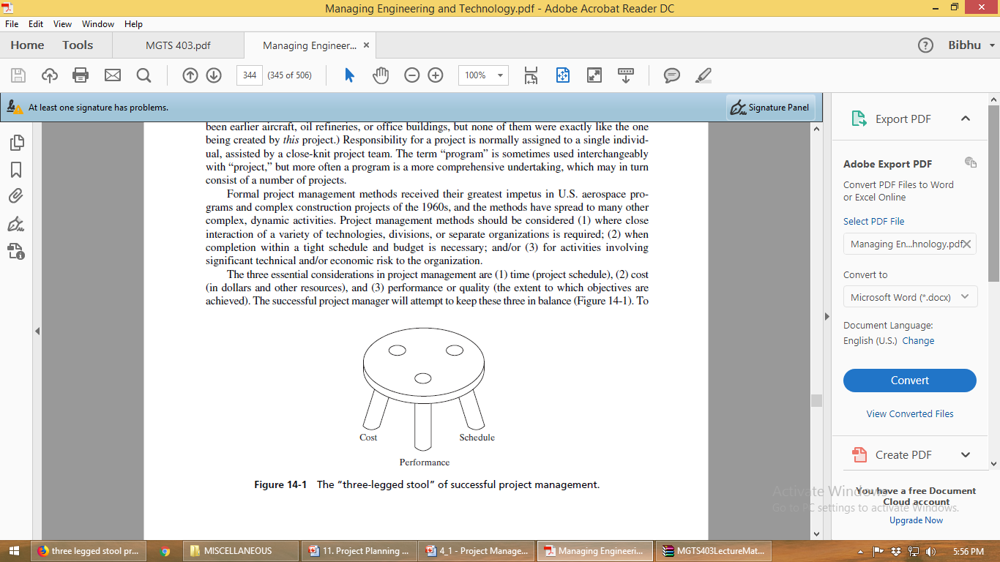 Managing Engineering and Technology.pdf - Adobe Acrobat Reader DC
File Edit View Window Help
Home Tools MGTS 403.pdf Managing Engineer... × Bibhu
344 (345 of 506) 100%
At least one signature has problems. Signature Panel
been earlier aircraft, oil refineries, or office buildings, but none of them were exactly like the one
being created by this project.) Responsibility for a project is normally assigned to a single individ-
ual, assisted by a close-knit project team. The term “program” is sometimes used interchangeably
with “project,” but more often a program is a more comprehensive undertaking, which may in turn
consist of a number of projects.
Formal project management methods received their greatest impetus in U.S. aerospace pro-
grams and complex construction projects of the 1960s, and the methods have spread to many other
complex, dynamic activities. Project management methods should be considered (1) where close
interaction of a variety of technologies, divisions, or separate organizations is required; (2) when
completion within a tight schedule and budget is necessary; and/or (3) for activities involving
significant technical and/or economic risk to the organization.
The three essential considerations in project management are (1) time (project schedule), (2) cost
(in dollars and other resources), and (3) performance or quality (the extent to which objectives are
achieved). The successful project manager will attempt to keep these three in balance (Figure 14-1). To
Cost Schedule
Performance
Figure 14-1 The “three-legged stool” of successful project management.
Export PDF
Adobe Export PDF
Convert PDF Files to Word
or Excel Online
Select PDF File
Managing En...hnology.pdf
Convert to
Microsoft Word (*.docx)
Document Language:
English (U.S.) Change
Convert
View Converted Files
Create PDF
Activate Windows
Go to PC settings to activate Windows.
You have a free Document
Cloud account
Upgrade Now
three legged stool pr... MISCELLANEOUS 11. Project Planning ... 4_1 - Project Manage... Managing Engineeri... MGTS403LectureMat... 5:56 PM